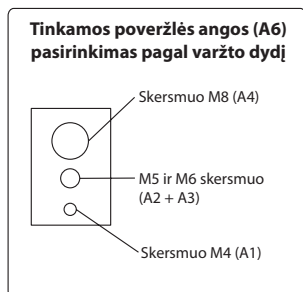 Tinkamos poveržlės angos (A6)
pasirinkimas pagal varžto dydį
Skersmuo M8 (A4)
M5 ir M6 skersmuo
(A2 + A3)
Skersmuo M4 (A1)